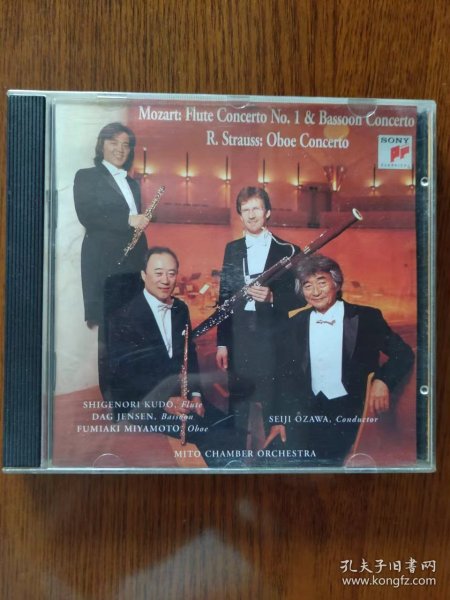 Mozart: Flute Concerto No. 1 & Bassoon Concerto
R. Strauss: Oboe Concerto
SONY
CLASSICAL
SHIGENORI KUDO, Flute
DAG JENSEN, Bassoon
FUMIAKI MIYAMOTO, Oboe
SEIJI OZAWA, Conductor
MITO CHAMBER ORCHESTRA
孔夫子旧书网
www.kongfz.com